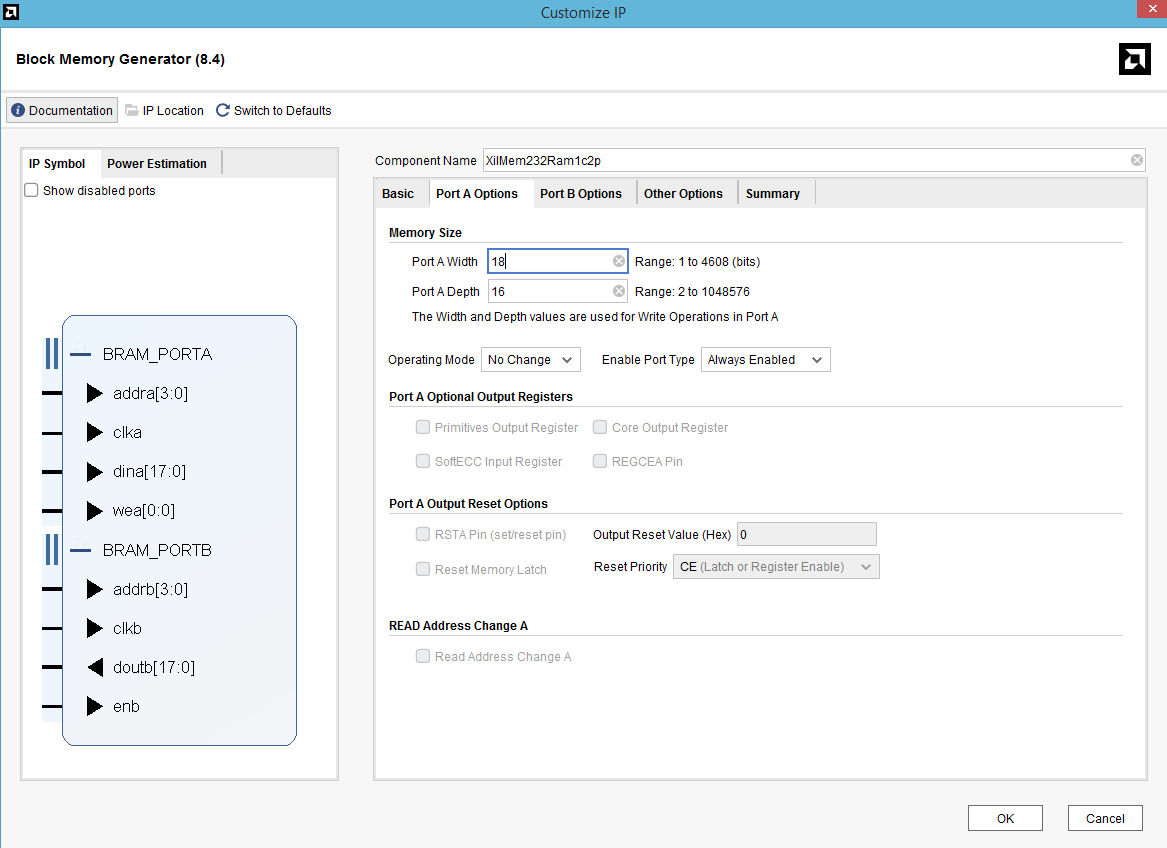 Customize IP
Block Memory Generator (8.4)
Documentation IP Location Switch to Defaults
IP Symbol Power Estimation
Show disabled ports
BRAM_PORTA
addra[3:0]
clka
dina[17:0]
wea[0:0]
BRAM_PORTB
addrb[3:0]
clkb
doutb[17:0]
enb
Component Name XilMem232Ram1c2p
Basic Port A Options Port B Options Other Options Summary
Memory Size
Port A Width 18 Range: 1 to 4608 (bits)
Port A Depth 16 Range: 2 to 1048576
The Width and Depth values are used for Write Operations in Port A
Operating Mode No Change Enable Port Type Always Enabled
Port A Optional Output Registers
Primitives Output Register Core Output Register
SoftECC Input Register REGCEA Pin
Port A Output Reset Options
RSTA Pin (set/reset pin) Output Reset Value (Hex) 0
Reset Memory Latch Reset Priority CE (Latch or Register Enable)
READ Address Change A
Read Address Change A
OK Cancel